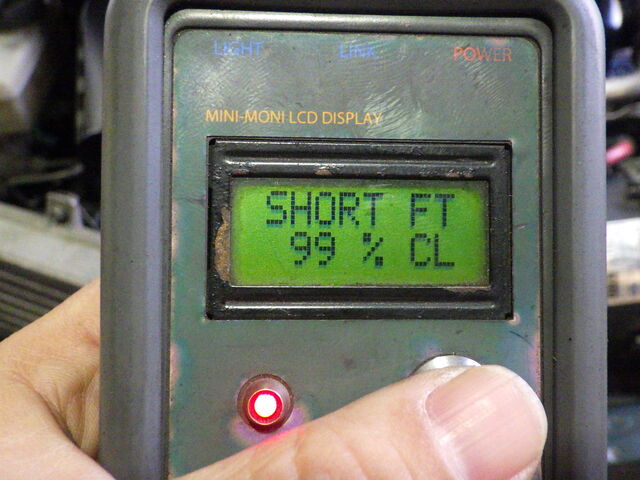 LIGHT LINK POWER
MINI-MONI LCD DISPLAY
SHORT FT
99 % CL